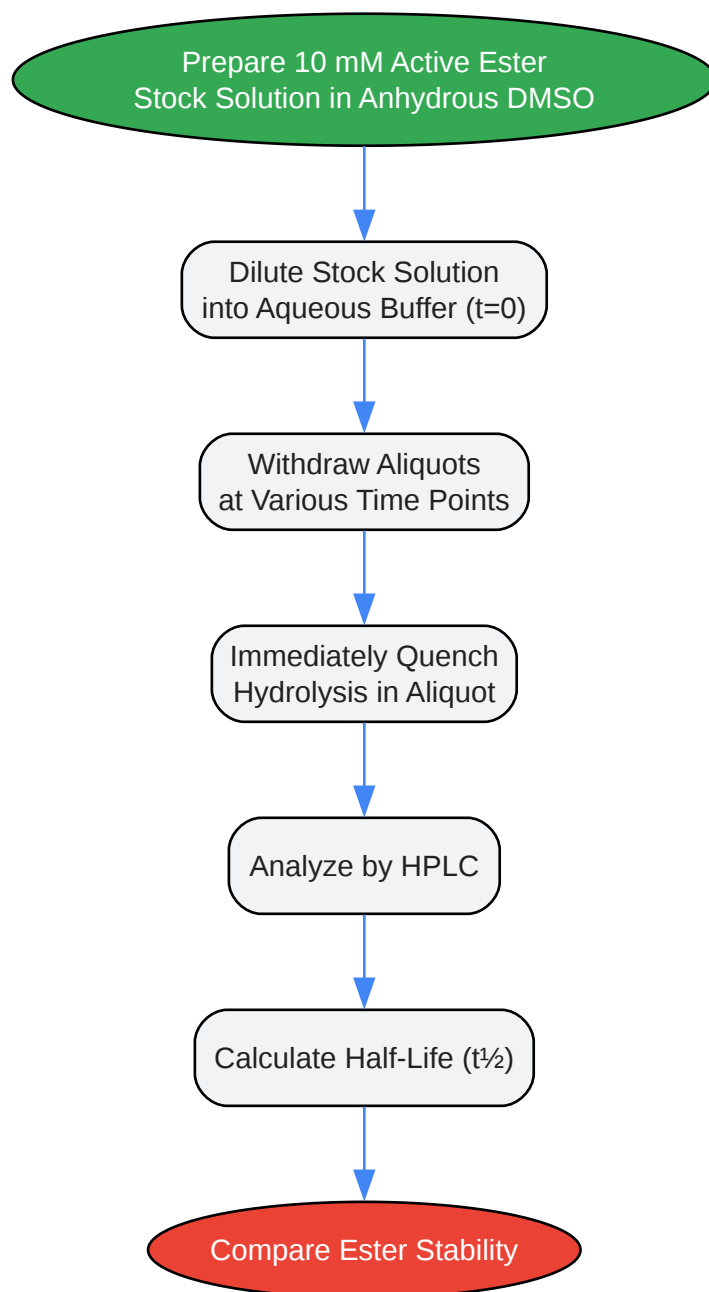 Prepare 10 mM Active Ester
Stock Solution in Anhydrous DMSO
Dilute Stock Solution
into Aqueous Buffer (t=0)
Withdraw Aliquots
at Various Time Points
Immediately Quench
Hydrolysis in Aliquot
Analyze by HPLC
Calculate Half-Life (t½)
Compare Ester Stability